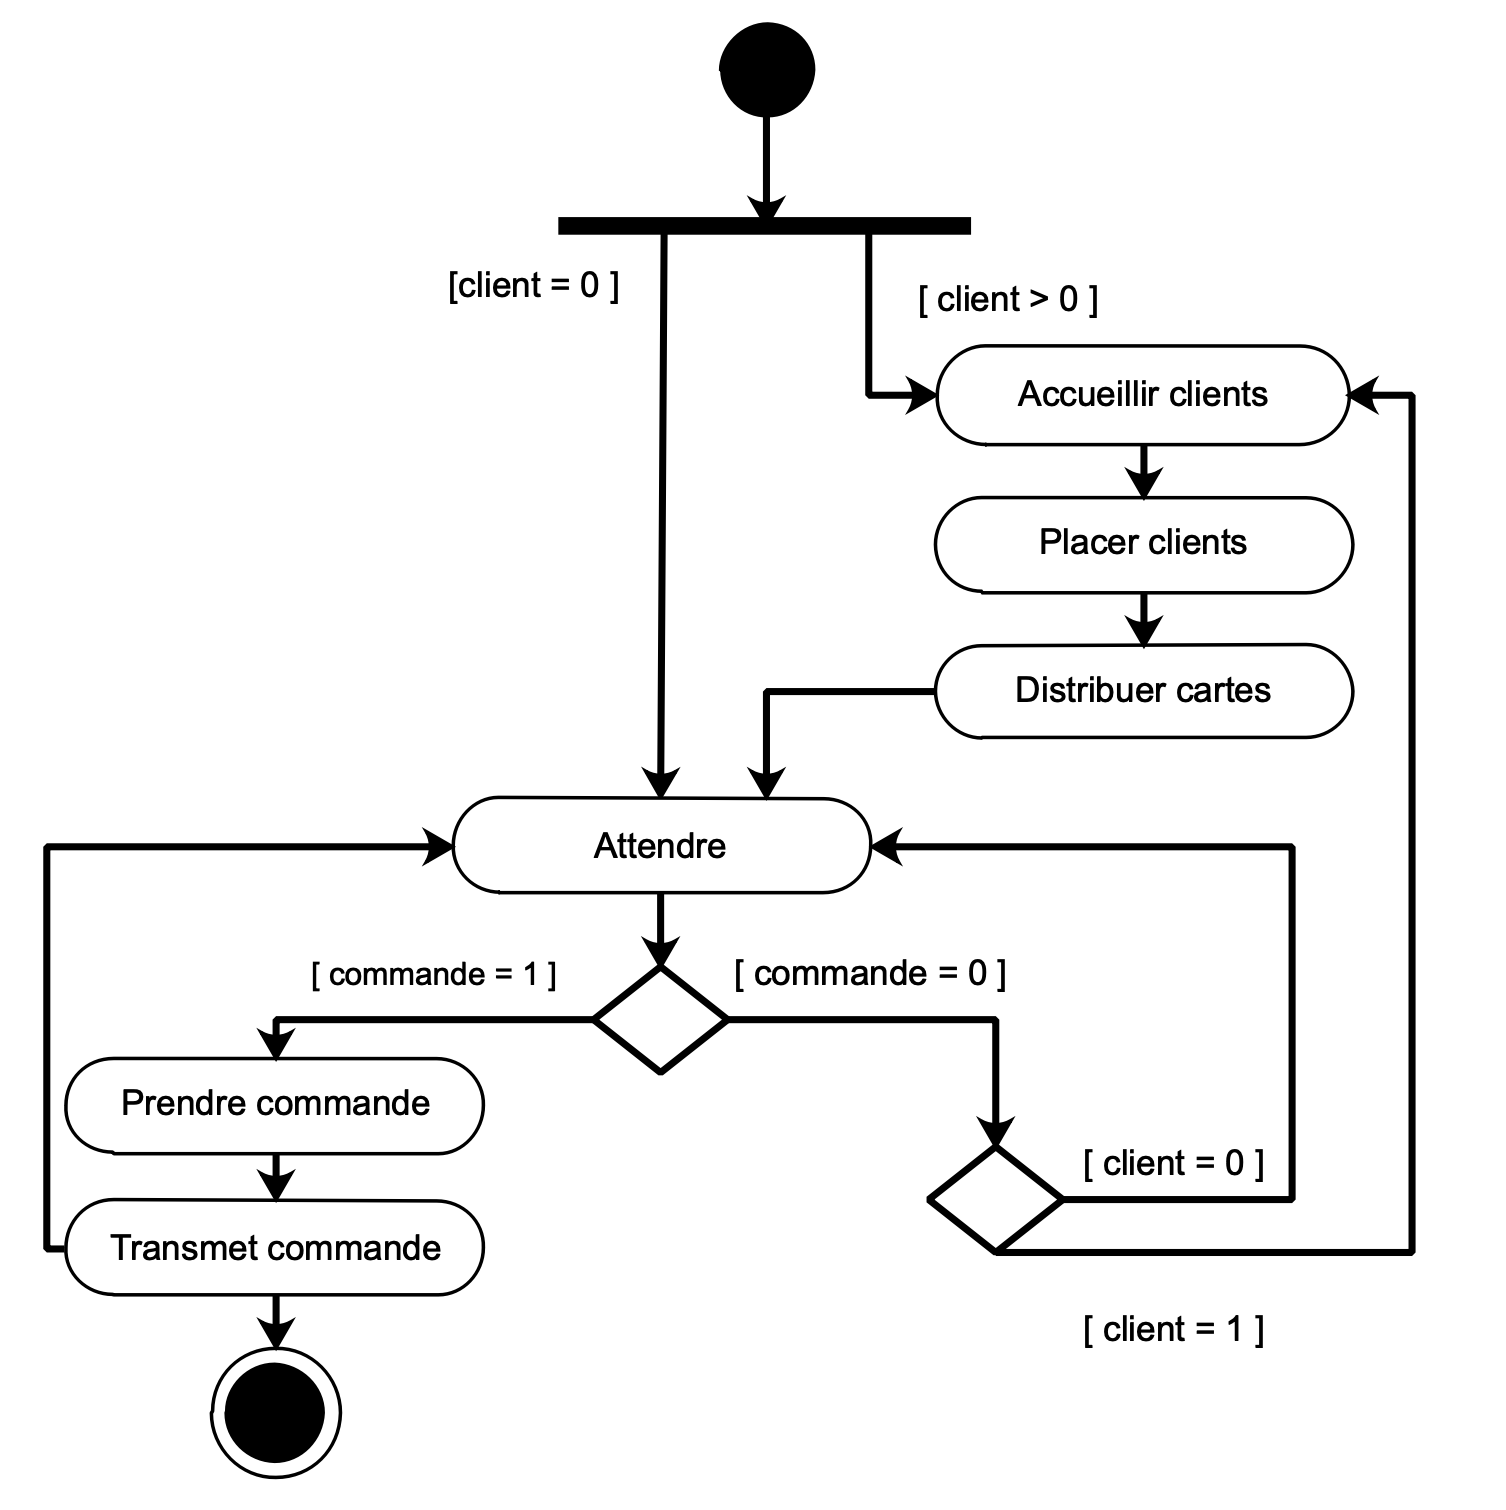 [client = 0 ]
[ client > 0 ]
Accueillir clients
Placer clients
Distribuer cartes
Attendre
[ commande = 1 ]
[ commande = 0 ]
Prendre commande
[ client = 0 ]
Transmet commande
[ client = 1 ]